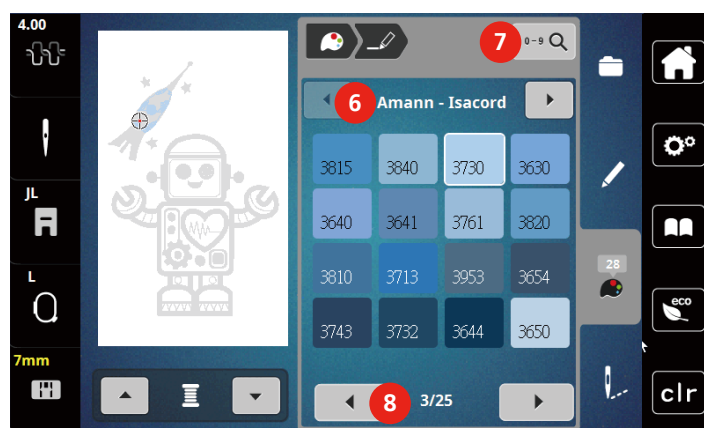 4.00
7 0-9
6 Amann - Isacord
3815 3840 3730 3630
JL
3640 3641 3761 3820
28
L
3810 3713 3953 3654
eco
3743 3732 3644 3650
7mm
8 3/25
clr